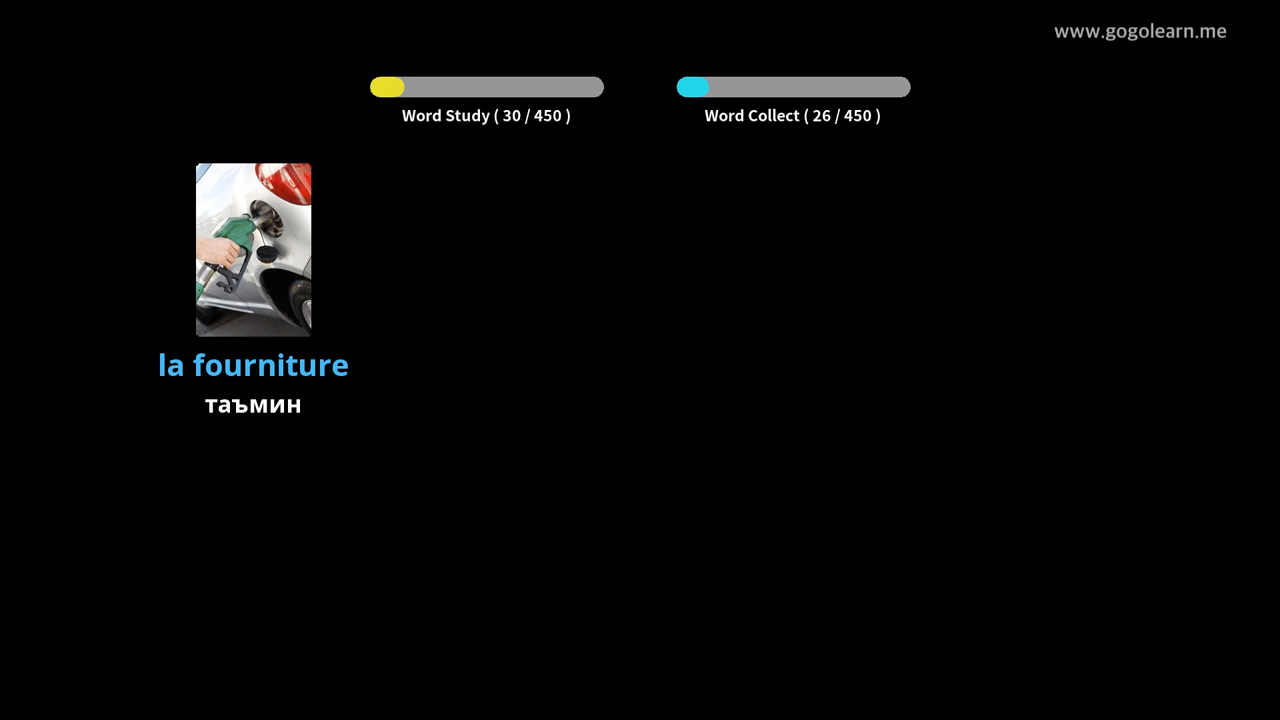 www.gogolearn.me
Word Study ( 30 / 450 )
Word Collect ( 26 / 450 )
la fourniture
таъмин